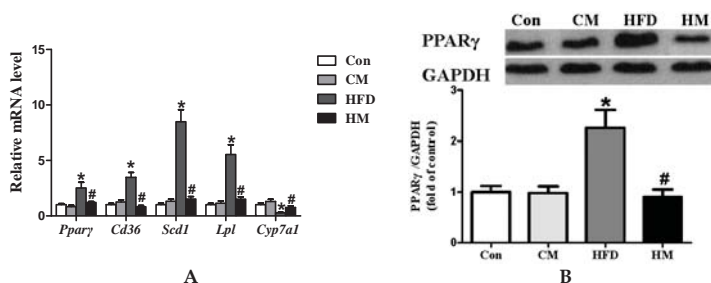 Relative mRNA level
15
10
5
0
Con
CM
HFD
HM
* # * # * # * # * #
Pparγ Cd36 Scd1 Lpl Cyp7a1
A
B
Con CM HFD HM
PPARγ
GAPDH
PPARγ /GAPDH
(fold of control)
3
2
1
0
*
#
Con CM HFD HM